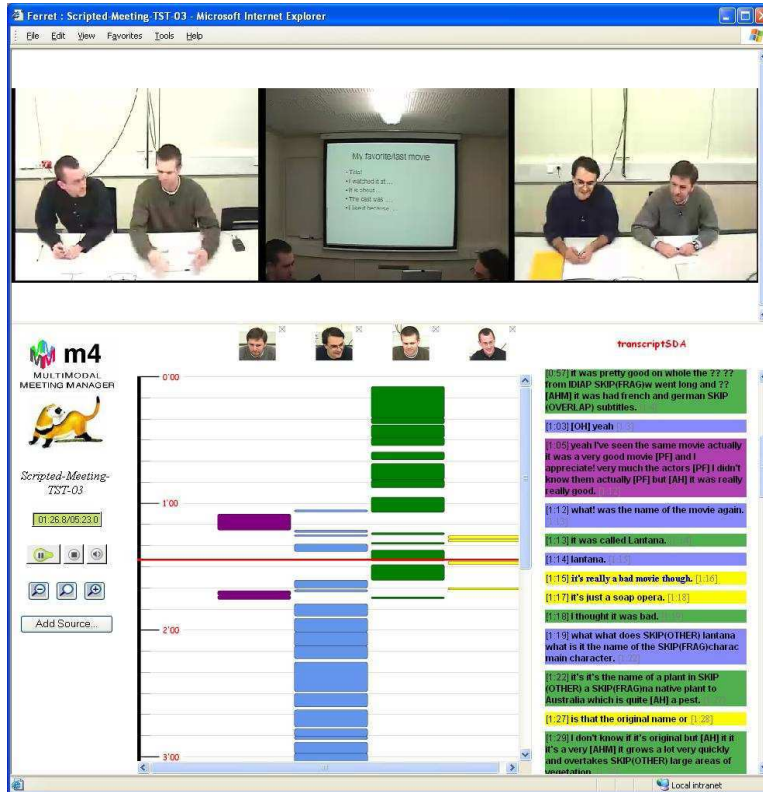 Ferret : Scripted-Meeting-TST-03 - Microsoft Internet Explorer
File Edit View Favorites Tools Help
My favorite/last movie
• Title!
• I watched it at ...
• It is about ...
• The cast was ...
• I liked because ...
m4
MULTIMODAL
MEETING MANAGER
Scripted-Meeting-
TST-03
01:26.8/05:23.0
Add Source...
0'00
1'00
2'00
3'00
transcriptSDA
[0:57] it was pretty good on whole the ?? ??
from IDIAP SKIP(FRAG)w went long and ??
[AHM] it was had french and german SKIP
(OVERLAP) subtitles.
[1:03] [OH] yeah
[1:05] yeah I've seen the same movie actually
it was a very good movie [PF] and I
appreciate! very much the actors [PF] I didn't
know them actually [PF] but [AH] it was really
really good.
[1:12] what! was the name of the movie again.
[1:13] it was called Lantana.
[1:14] lantana.
[1:15] it's really a bad movie though. [1:16]
[1:17] it's just a soap opera. [1:18]
[1:18] I thought it was bad.
[1:19] what what does SKIP(OTHER) lantana
what is it the name of the SKIP(FRAG)charac
main character.
[1:22] it's it's the name of a plant in SKIP
(OTHER) a SKIP(FRAG)na native plant to
Australia which is quite [AH] a pest.
[1:27] is that the original name or [1:28]
[1:29] I don't know if it's original but [AH] it it
it's a very [AHM] it grows a lot very quickly
and overtakes SKIP(OTHER) large areas of
vegetation
Local intranet